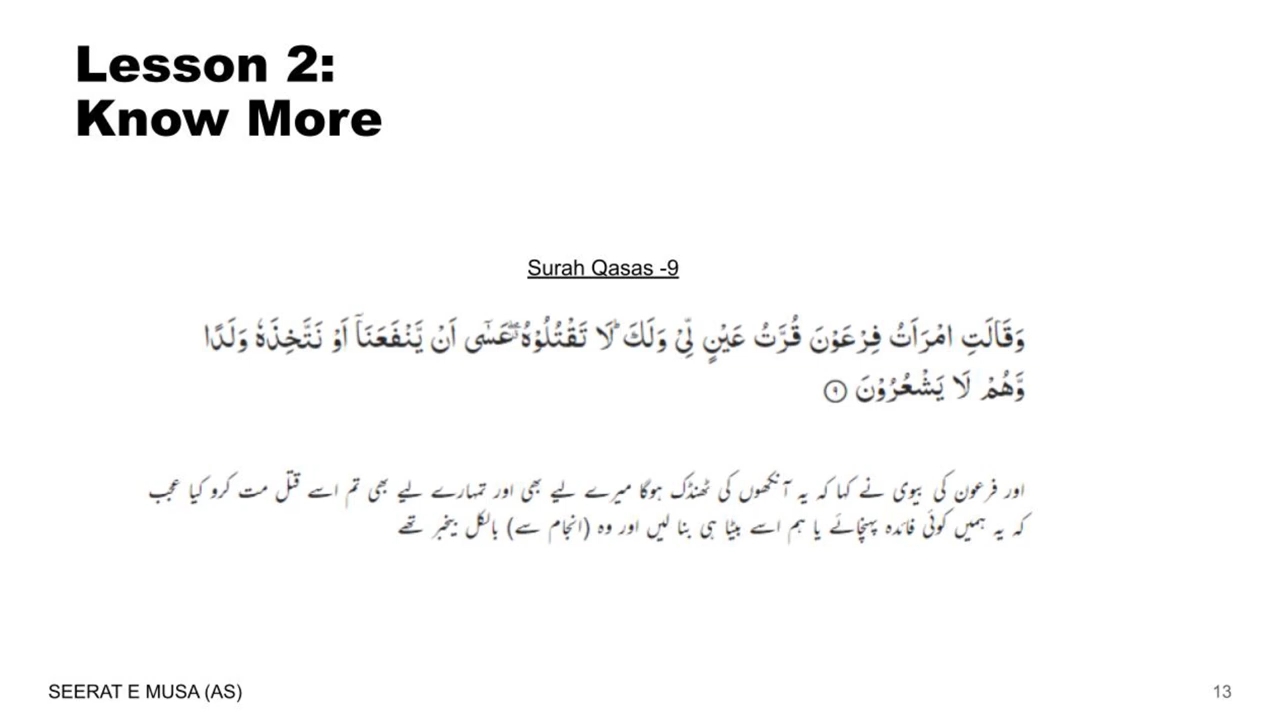 Lesson 2:
Know More
Surah Qasas -9
وَقَالَتِ امْرَاَتُ فِرْعَوْنَ قُرَّتُ عَيْنٍ لِّيْ وَلَكَ ؕ لَا تَقْتُلُوْهُ ۖۗ عَسٰٓى اَنْ يَّنْفَعَنَاۤ اَوْ نَتَّخِذَهٗ وَلَدًا
وَّهُمْ لَا يَشْعُرُوْنَ ۹
اور فرعون کی بیوی نے کہا کہ یہ آنکھوں کی ٹھنڈک ہوگا میرے لیے بھی اور تمہارے لیے بھی تم اسے قتل مت کرو کیا عجب
کہ یہ ہمیں کوئی فائدہ پہنچائے یا ہم اسے بیٹا ہی بنا لیں اور وہ (انجام سے) بالکل بیخبر تھے
SEERAT E MUSA (AS)
13